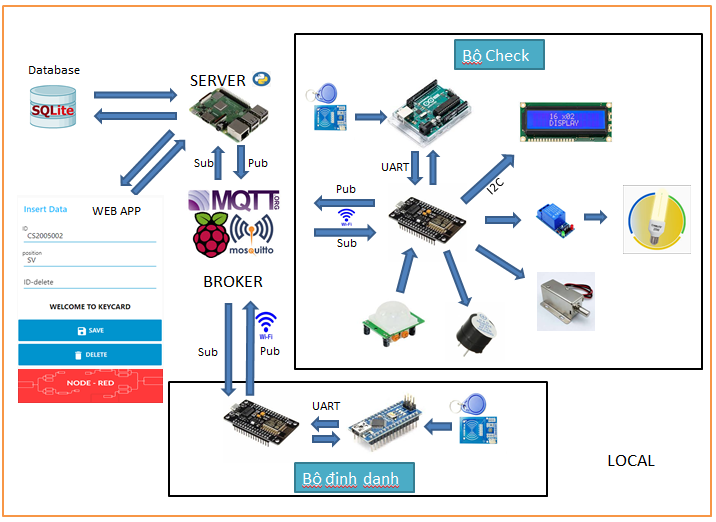 Bộ Check
Database
SERVER
SQLite
16 x02
DISPLAY
UART
Sub
Pub
I2C
Pub
Wi-Fi
Sub
MQTT
.ORG
mosquitto
BROKER
Insert Data
WEB APP
ID
CS2005002
position
SV
ID-delete
WELCOME TO KEYCARD
SAVE
DELETE
NODE - RED
Wi-Fi
Sub
Pub
UART
Bộ định danh
LOCAL